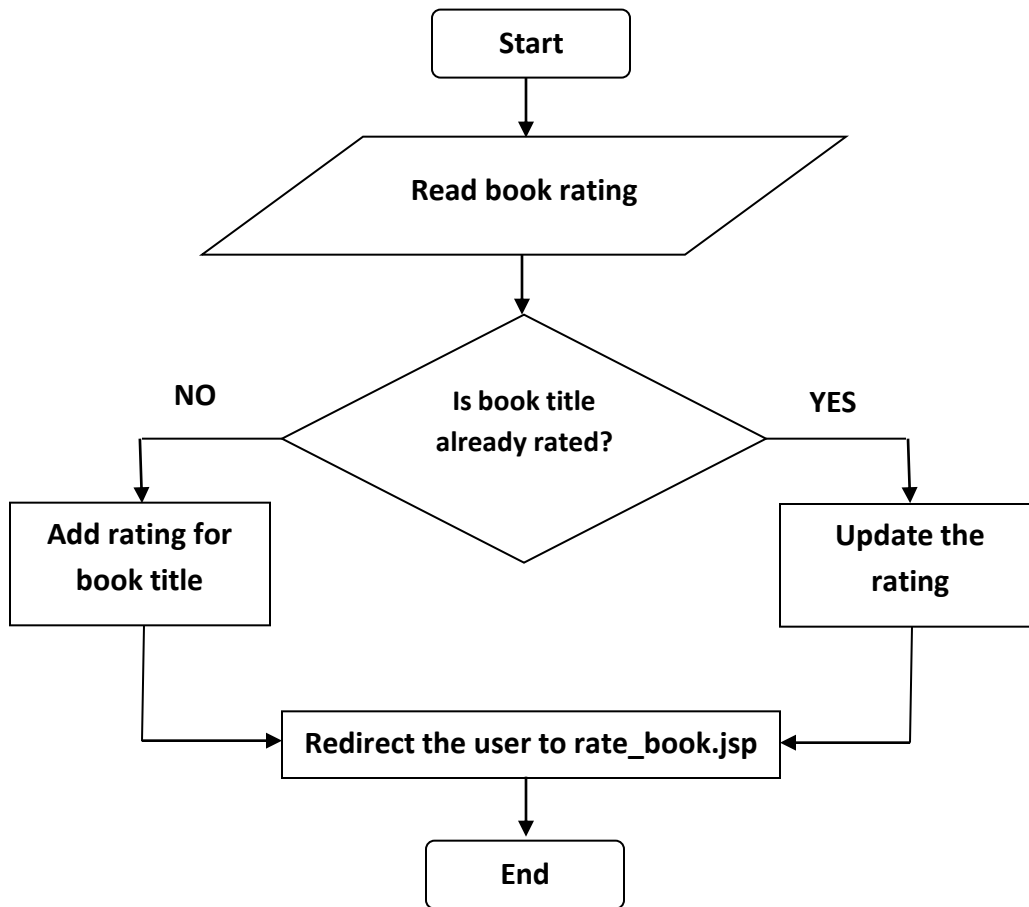 Start
Read book rating
Is book title
already rated?
NO
YES
Add rating for
book title
Update the
rating
Redirect the user to rate_book.jsp
End